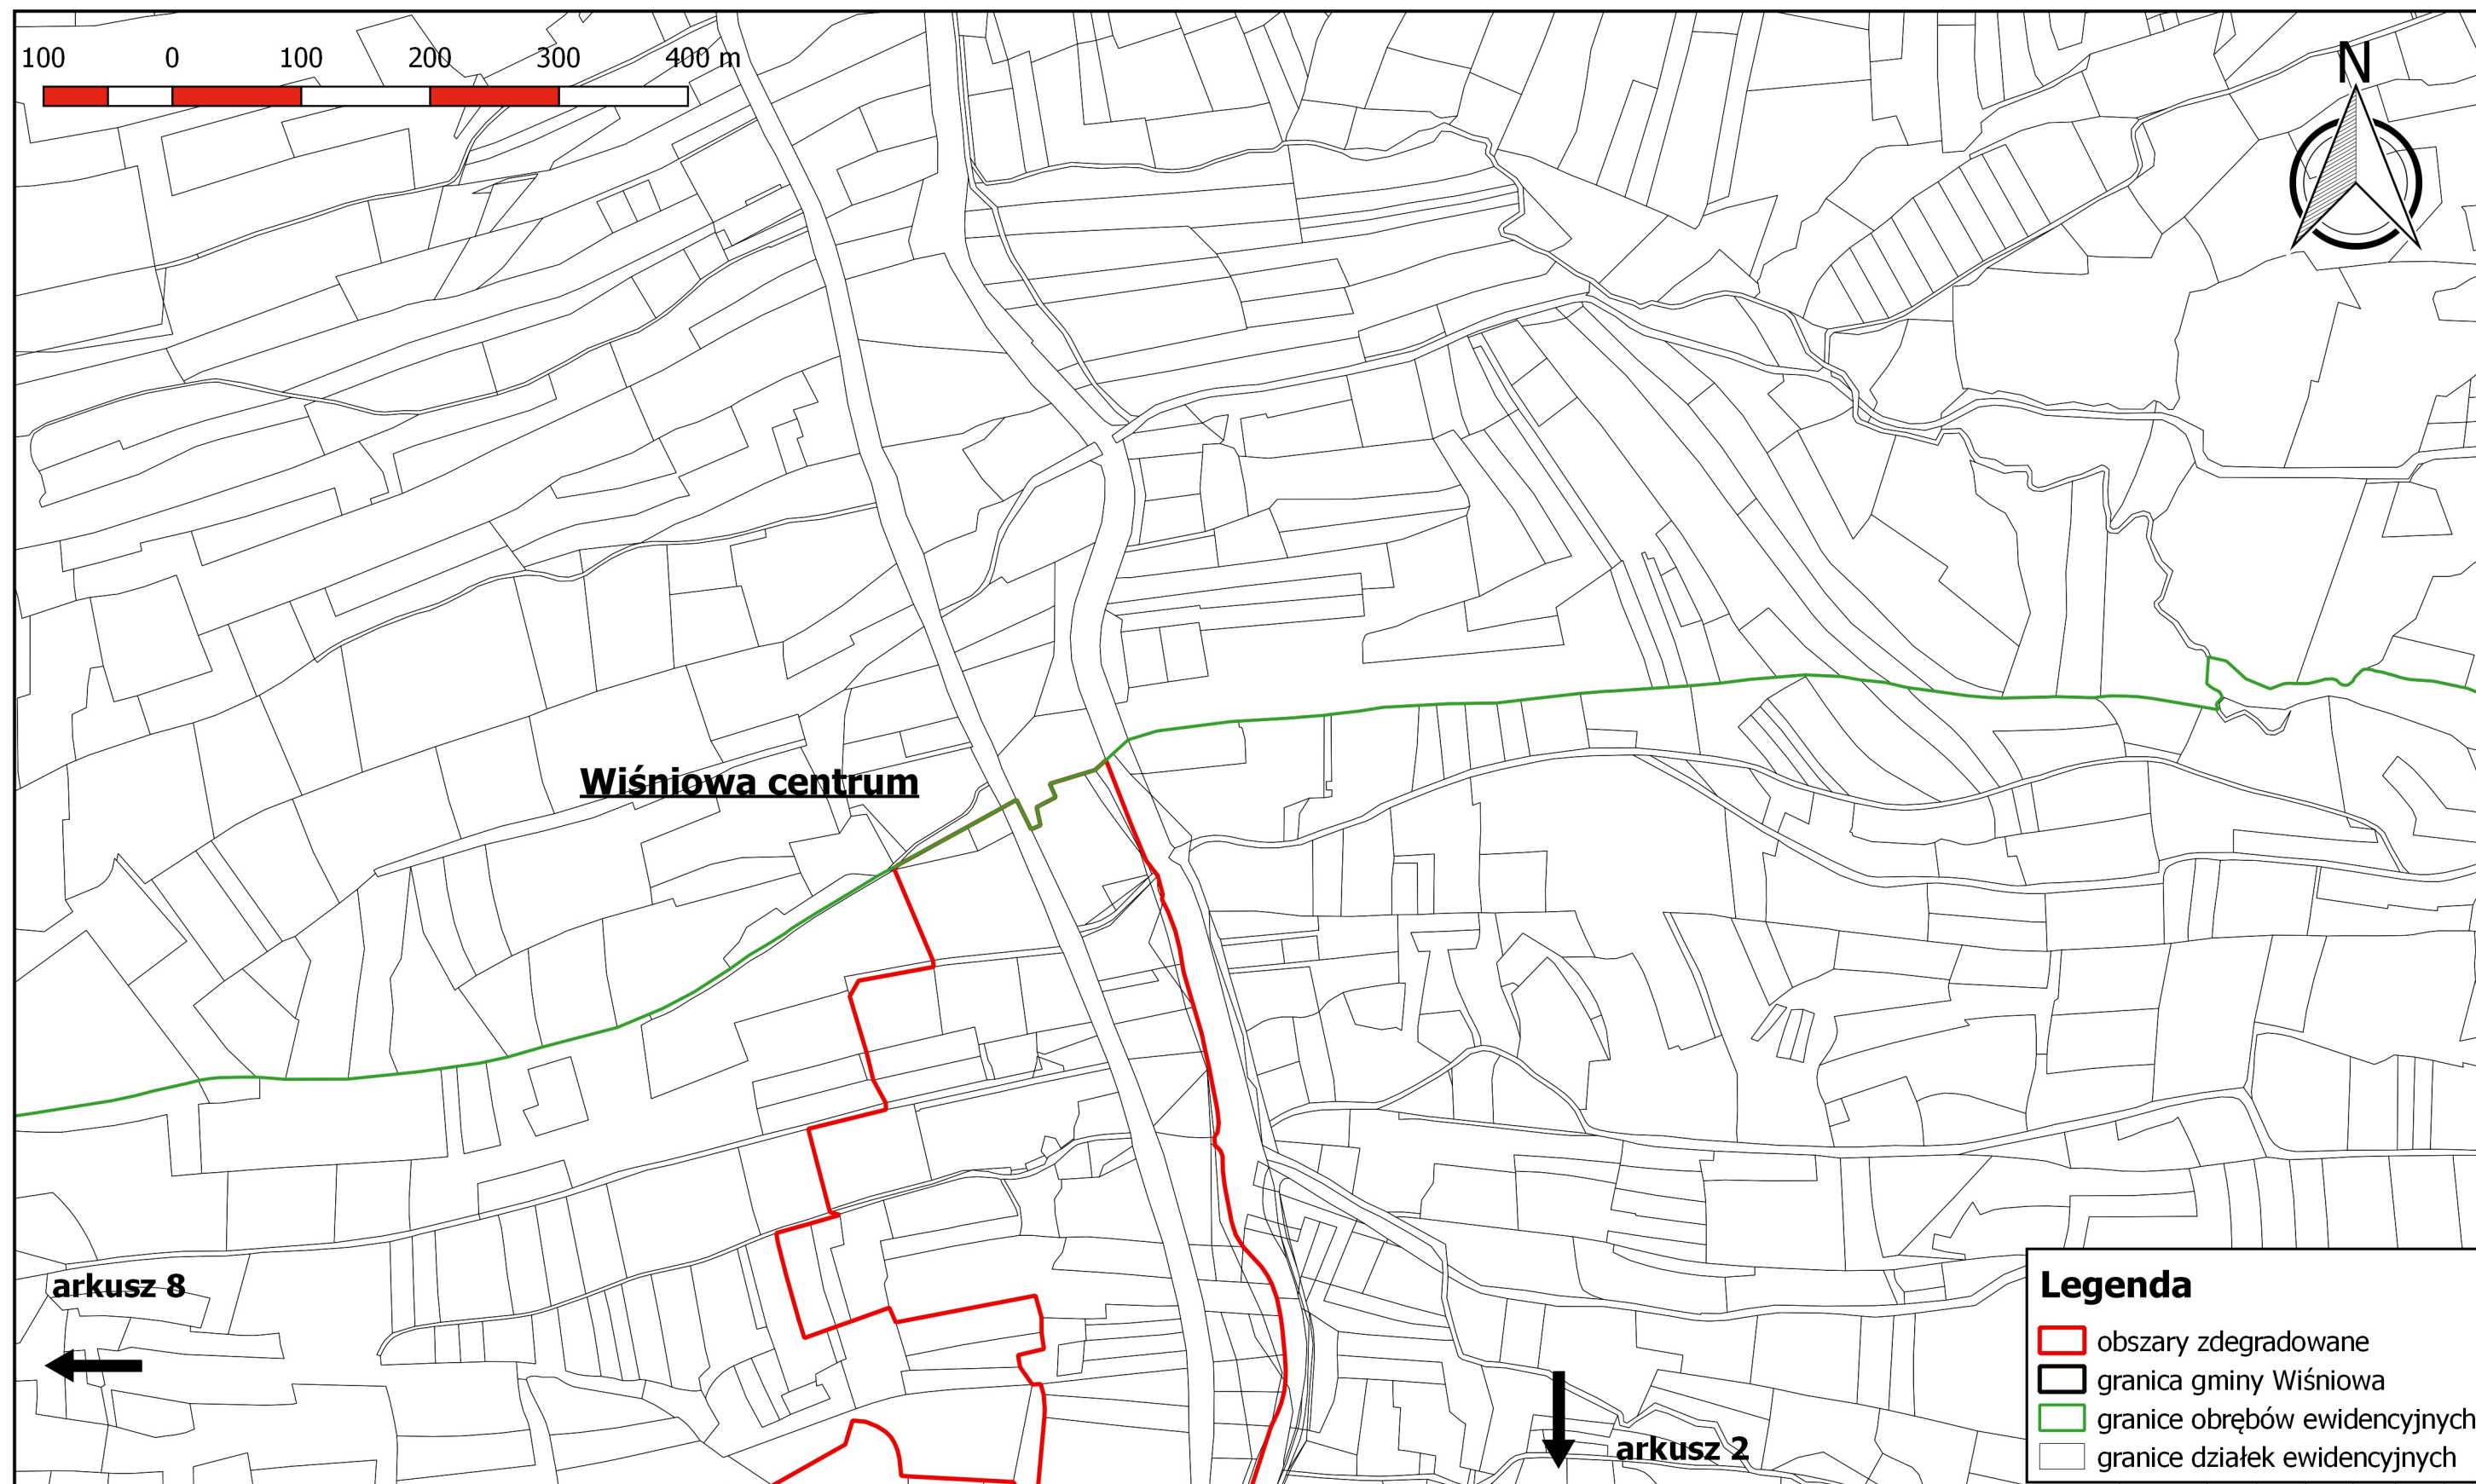 100 0 100 200 300 400 m
N
Wiśniowa centrum
arkusz 8
Legenda
obszary zdegradowane
granica gminy Wiśniowa
granice obrębów ewidencyjnych
granice działek ewidencyjnych
arkusz 2